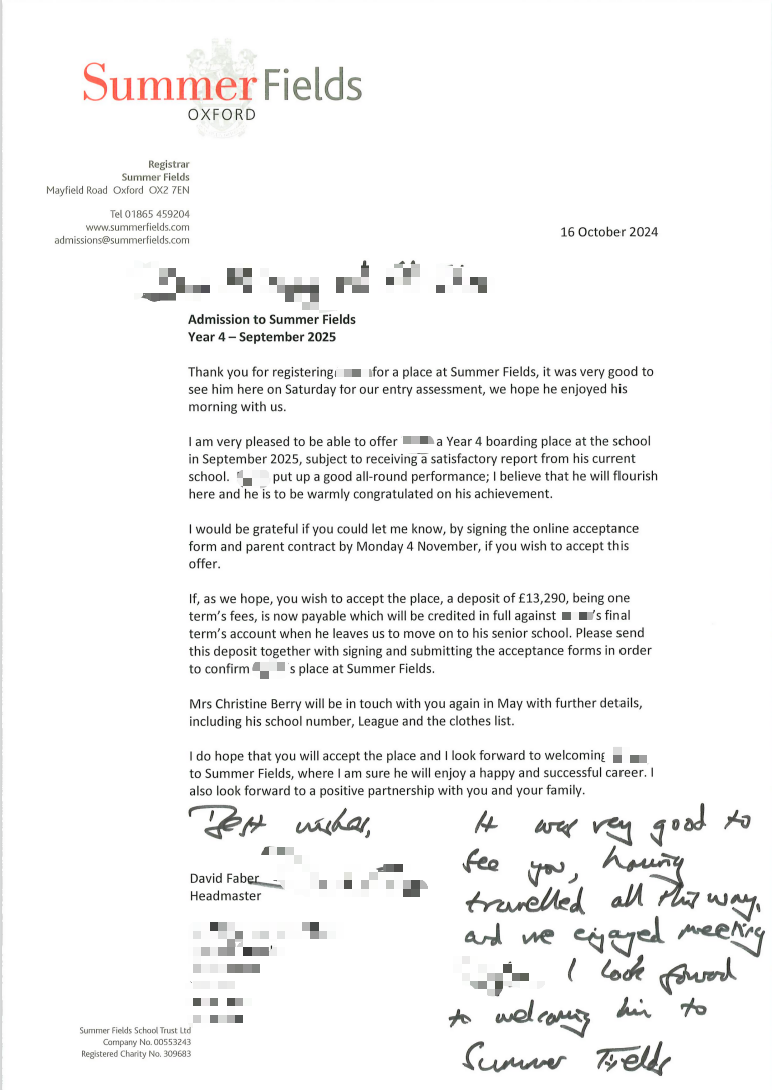 Summer Fields
OXFORD
Registrar
Summer Fields
Mayfield Road Oxford OX2 7EN
Tel 01865 459204
www.summerfields.com
admissions@summerfields.com
16 October 2024
Admission to Summer Fields
Year 4 – September 2025
Thank you for registering for a place at Summer Fields, it was very good to
see him here on Saturday for our entry assessment, we hope he enjoyed his
morning with us.
I am very pleased to be able to offer a Year 4 boarding place at the school
in September 2025, subject to receiving a satisfactory report from his current
school. put up a good all-round performance; I believe that he will flourish
here and he is to be warmly congratulated on his achievement.
I would be grateful if you could let me know, by signing the online acceptance
form and parent contract by Monday 4 November, if you wish to accept this
offer.
If, as we hope, you wish to accept the place, a deposit of £13,290, being one
term's fees, is now payable which will be credited in full against 's final
term's account when he leaves us to move on to his senior school. Please send
this deposit together with signing and submitting the acceptance forms in order
to confirm s place at Summer Fields.
Mrs Christine Berry will be in touch with you again in May with further details,
including his school number, League and the clothes list.
I do hope that you will accept the place and I look forward to welcoming
to Summer Fields, where I am sure he will enjoy a happy and successful career. I
also look forward to a positive partnership with you and your family.
Best wishes,
David Faber
Headmaster
It was very good to
see you, having
travelled all this way,
and we enjoyed meeting
I look forward
to welcoming him to
Summer Fields
Summer Fields School Trust Ltd
Company No. 00553243
Registered Charity No. 309683